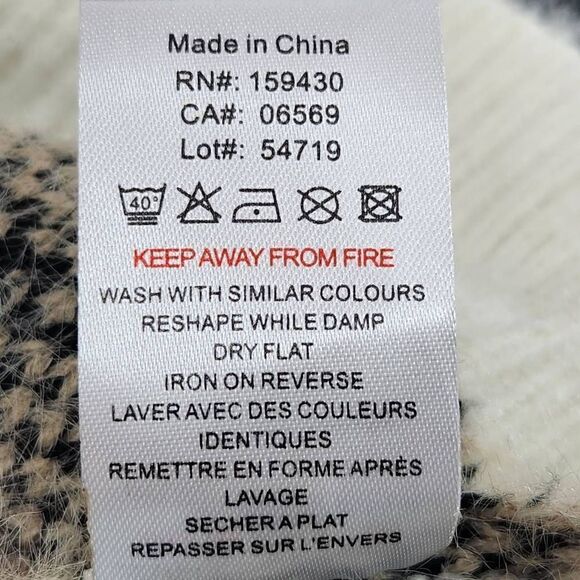 Made in China
RN#: 159430
CA#: 06569
Lot#: 54719
40°
KEEP AWAY FROM FIRE
WASH WITH SIMILAR COLOURS
RESHAPE WHILE DAMP
DRY FLAT
IRON ON REVERSE
LAVER AVEC DES COULEURS
IDENTIQUES
REMETTRE EN FORME APRÈS
LAVAGE
SECHER A PLAT
REPASSER SUR L'ENVERS